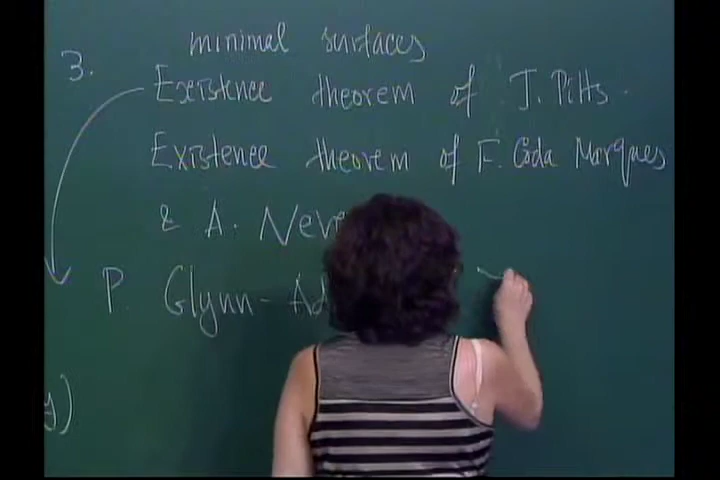 minimal surfaces
3. Existence theorem of J. Pitts.
Existence theorem of F. Coda Marques
& A. Neve
P. Glynn-Ad
y)